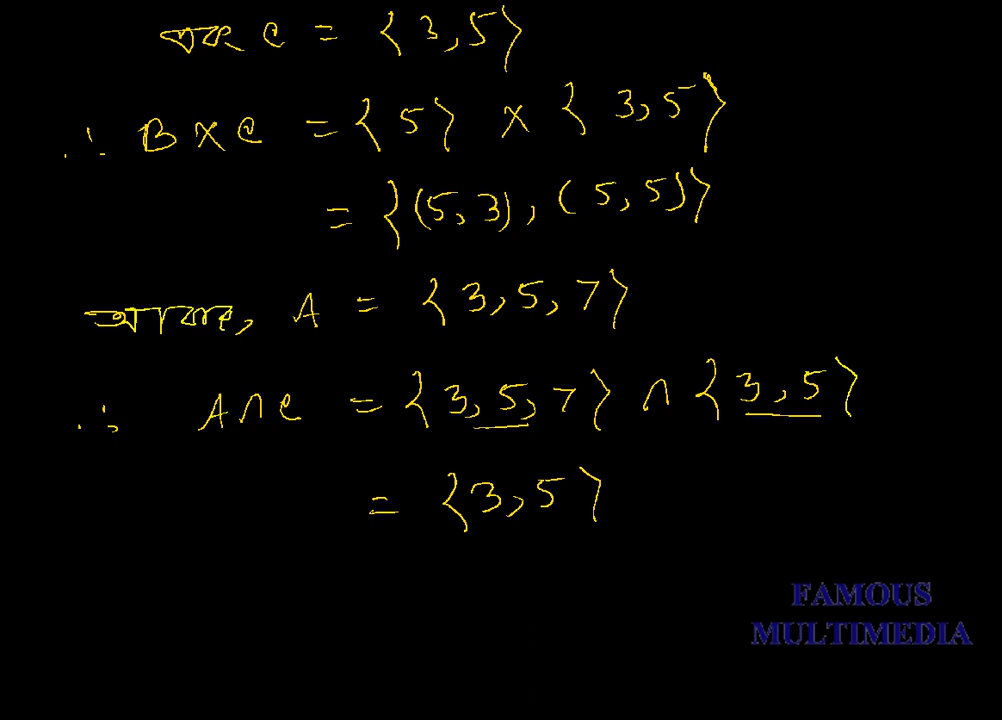 এবং C = {3,5}
∴ B×C = {5} × {3,5}
= {(5,3), (5,5)}
আবার, A = {3,5,7}
∴ A∩C = {3,5,7} ∩ {3,5}
= {3,5}
FAMOUS
MULTIMEDIA